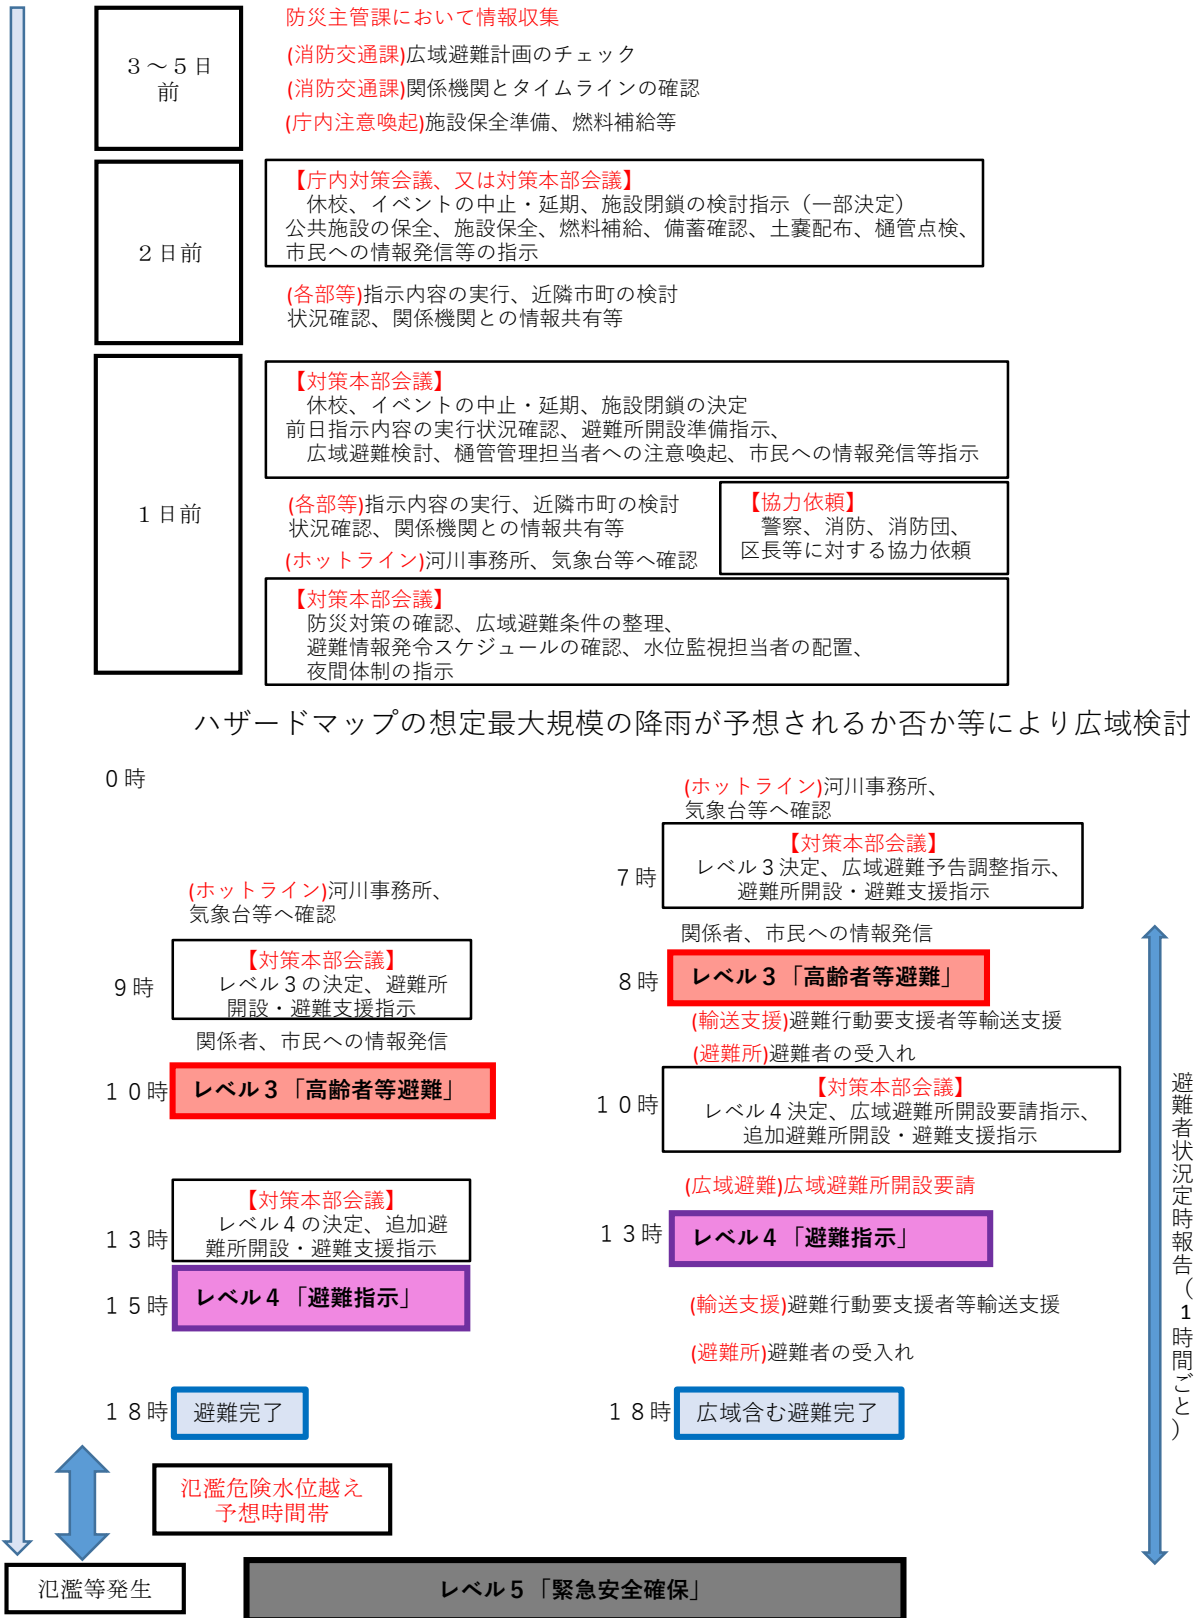 3～5日
前
防災主管課において情報収集
(消防交通課)広域避難計画のチェック
(消防交通課)関係機関とタイムラインの確認
(庁内注意喚起)施設保全準備、燃料補給等
2日前
【庁内対策会議、又は対策本部会議】
休校、イベントの中止・延期、施設閉鎖の検討指示（一部決定）
公共施設の保全、施設保全、燃料補給、備蓄確認、土嚢配布、樋管点検、
市民への情報発信等の指示
(各部等)指示内容の実行、近隣市町の検討
状況確認、関係機関との情報共有等
1日前
【対策本部会議】
休校、イベントの中止・延期、施設閉鎖の決定
前日指示内容の実行状況確認、避難所開設準備指示、
広域避難検討、樋管管理担当者への注意喚起、市民への情報発信等指示
(各部等)指示内容の実行、近隣市町の検討
状況確認、関係機関との情報共有等
(ホットライン)河川事務所、気象台等へ確認
【協力依頼】
警察、消防、消防団、
区長等に対する協力依頼
【対策本部会議】
防災対策の確認、広域避難条件の整理、
避難情報発令スケジュールの確認、水位監視担当者の配置、
夜間体制の指示
ハザードマップの想定最大規模の降雨が予想されるか否か等により広域検討
0時
(ホットライン)河川事務所、
気象台等へ確認
9時
【対策本部会議】
レベル3の決定、避難所
開設・避難支援指示
関係者、市民への情報発信
10時
レベル3「高齢者等避難」
13時
【対策本部会議】
レベル4の決定、追加避
難所開設・避難支援指示
15時
レベル4「避難指示」
18時
避難完了
(ホットライン)河川事務所、
気象台等へ確認
7時
【対策本部会議】
レベル3決定、広域避難予告調整指示、
避難所開設・避難支援指示
関係者、市民への情報発信
8時
レベル3「高齢者等避難」
(輸送支援)避難行動要支援者等輸送支援
(避難所)避難者の受入れ
10時
【対策本部会議】
レベル4決定、広域避難所開設要請指示、
追加避難所開設・避難支援指示
(広域避難)広域避難所開設要請
13時
レベル4「避難指示」
(輸送支援)避難行動要支援者等輸送支援
(避難所)避難者の受入れ
18時
広域含む避難完了
避難者状況定時報告（1時間ごと）
氾濫危険水位越え
予想時間帯
氾濫等発生
レベル5「緊急安全確保」